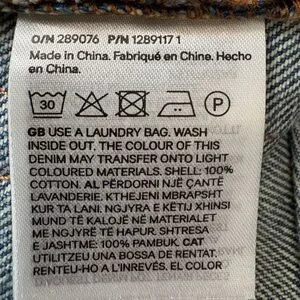 O/N 289076 P/N 1289117 1
Made in China. Fabriqué en Chine. Hecho
en China.
30 P
GB USE A LAUNDRY BAG. WASH
INSIDE OUT. THE COLOUR OF THIS
DENIM MAY TRANSFER ONTO LIGHT
COLOURED MATERIALS. SHELL: 100%
COTTON. AL PËRDORNI NJË ÇANTË
LAVANDERIE. KTHEJENI MBRAPSHT
KUR TA LANI. NGJYRA E KËTIJ XHINSI
MUND TË KALOJË NË MATERIALET
ME NGJYRA MË TË HAPUR. SHTRESA
E JASHTME: 100% PAMBUK. CAT
UTILITZEU UNA BOSSA DE RENTAT.
RENTEU-HO A L'INREVÉS. EL COLOR